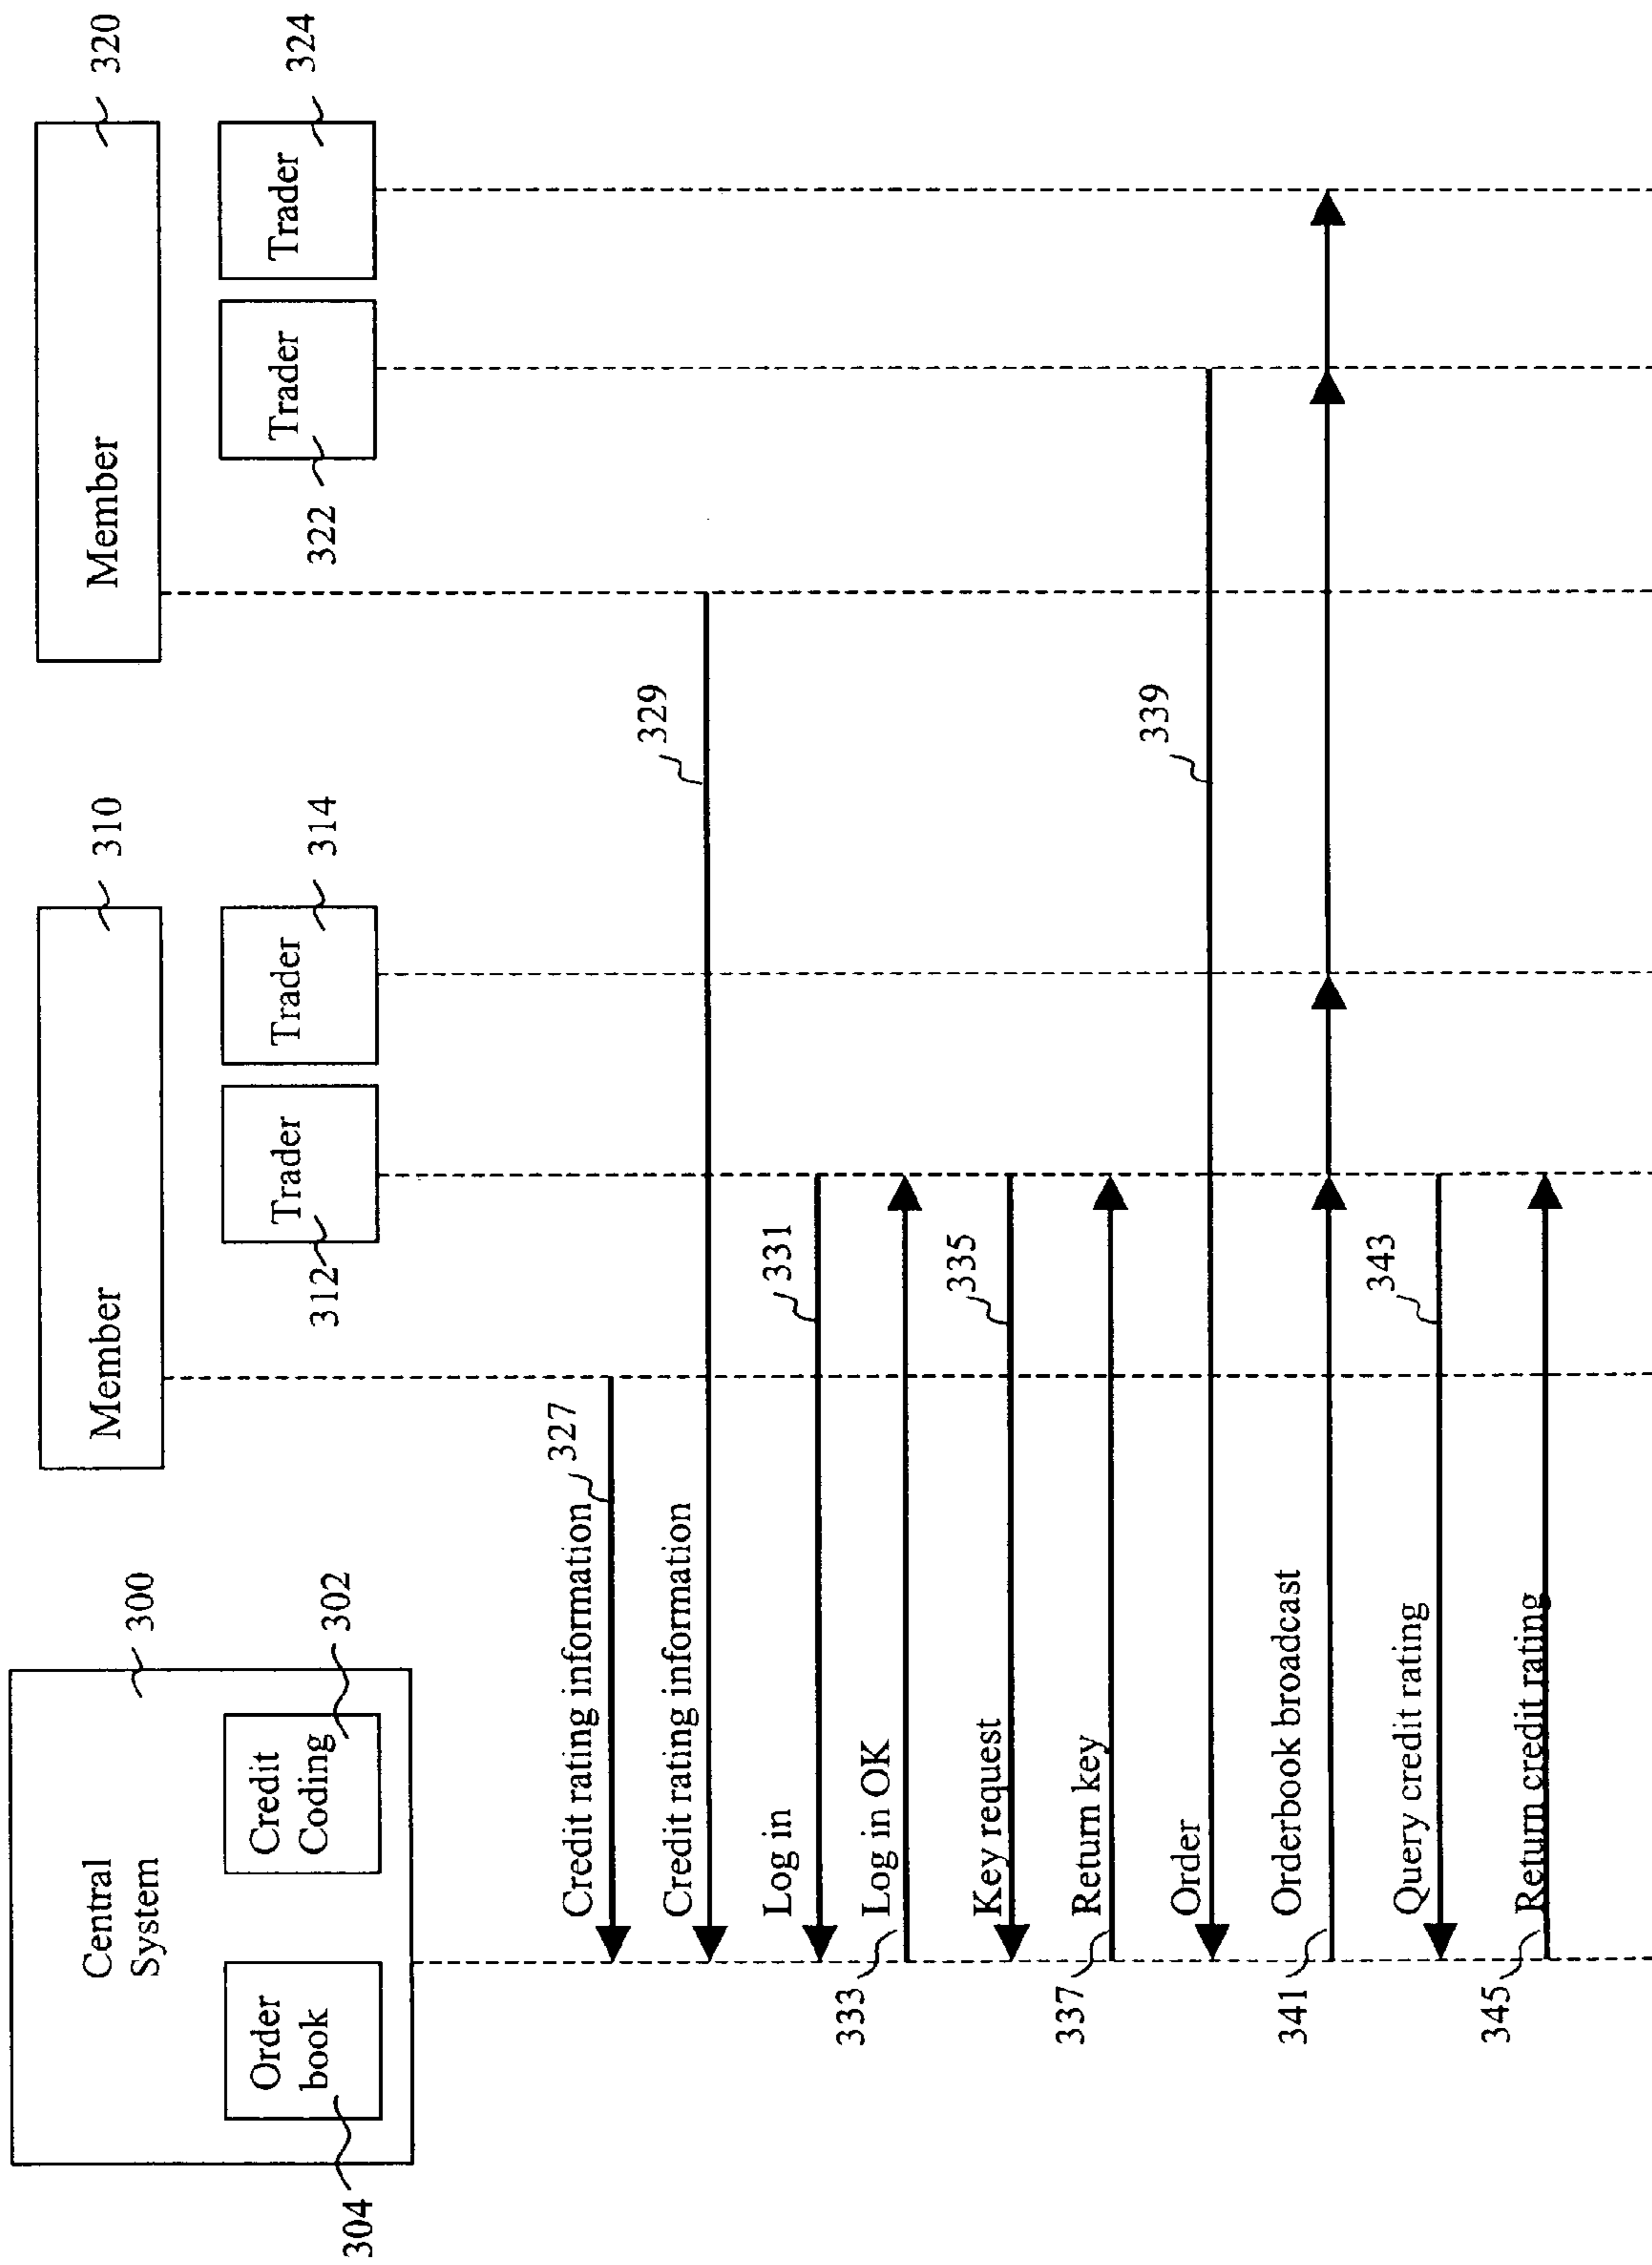 Central
System
300
Order
book
304
Credit
Coding
302
Member
310
Trader
312
Trader
314
Member
320
Trader
322
Trader
324
Credit rating information
327
Credit rating information
329
Log in
331
Log in OK
333
Key request
335
Return key
337
Order
339
Orderbook broadcast
341
Query credit rating
343
Return credit rating
345